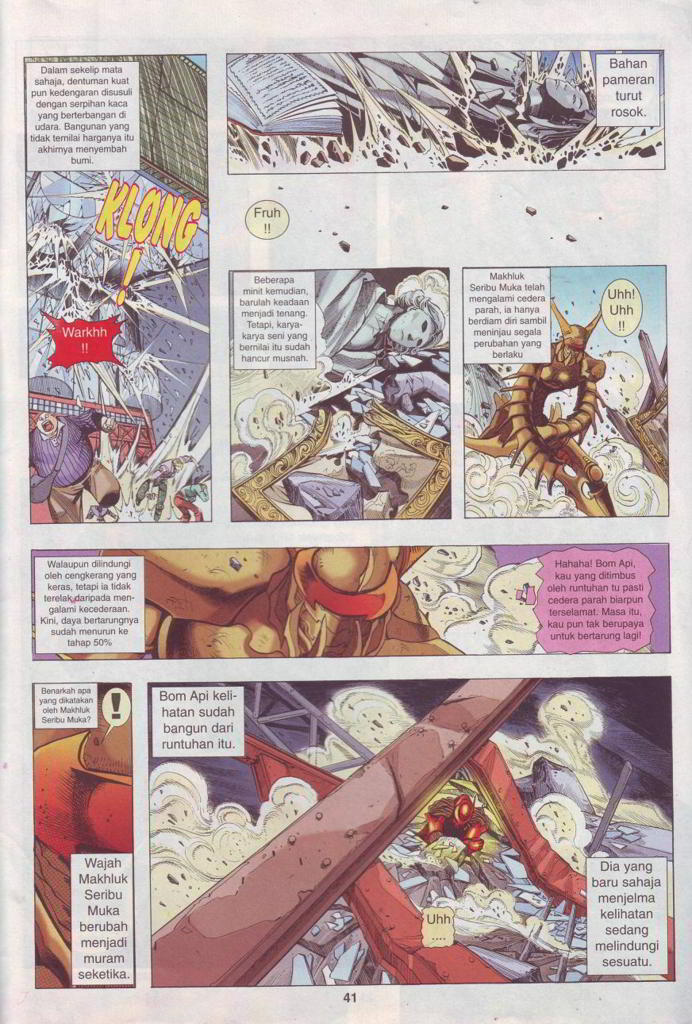 Dalam sekelip mata
sahaja, dentuman kuat
pun kedengaran disusuli
dengan serpihan kaca
yang berterbangan di
udara. Bangunan yang
tidak ternilai harganya itu
akhirnya menyembah
bumi.
KLONG
!
Warkhh
!!
Bahan
pameran
turut
rosok.
Fruh
!!
Beberapa
minit kemudian,
barulah keadaan
menjadi tenang.
Tetapi, karya-
karya seni yang
bernilai itu sudah
hancur musnah.
Makhluk
Seribu Muka telah
mengalami cedera
parah, ia hanya
berdiam diri sambil
meninjau segala
perubahan yang
berlaku
Uhh!
Uhh
!!
Walaupun dilindungi
oleh cengkerang yang
keras, tetapi ia tidak
terelak daripada men-
galami kecederaan.
Kini, daya bertarungnya
sudah menurun ke
tahap 50%
Hahaha! Bom Api,
kau yang ditimbus
oleh runtuhan tu pasti
cedera parah biarpun
terselamat. Masa itu,
kau pun tak berupaya
untuk bertarung lagi!
Benarkah apa
yang dikatakan
oleh Makhluk
Seribu Muka?
!
Wajah
Makhluk
Seribu
Muka
berubah
menjadi
muram
seketika.
Bom Api keli-
hatan sudah
bangun dari
runtuhan itu.
Uhh
....
Dia yang
baru sahaja
menjelma
kelihatan
sedang
melindungi
sesuatu.
41